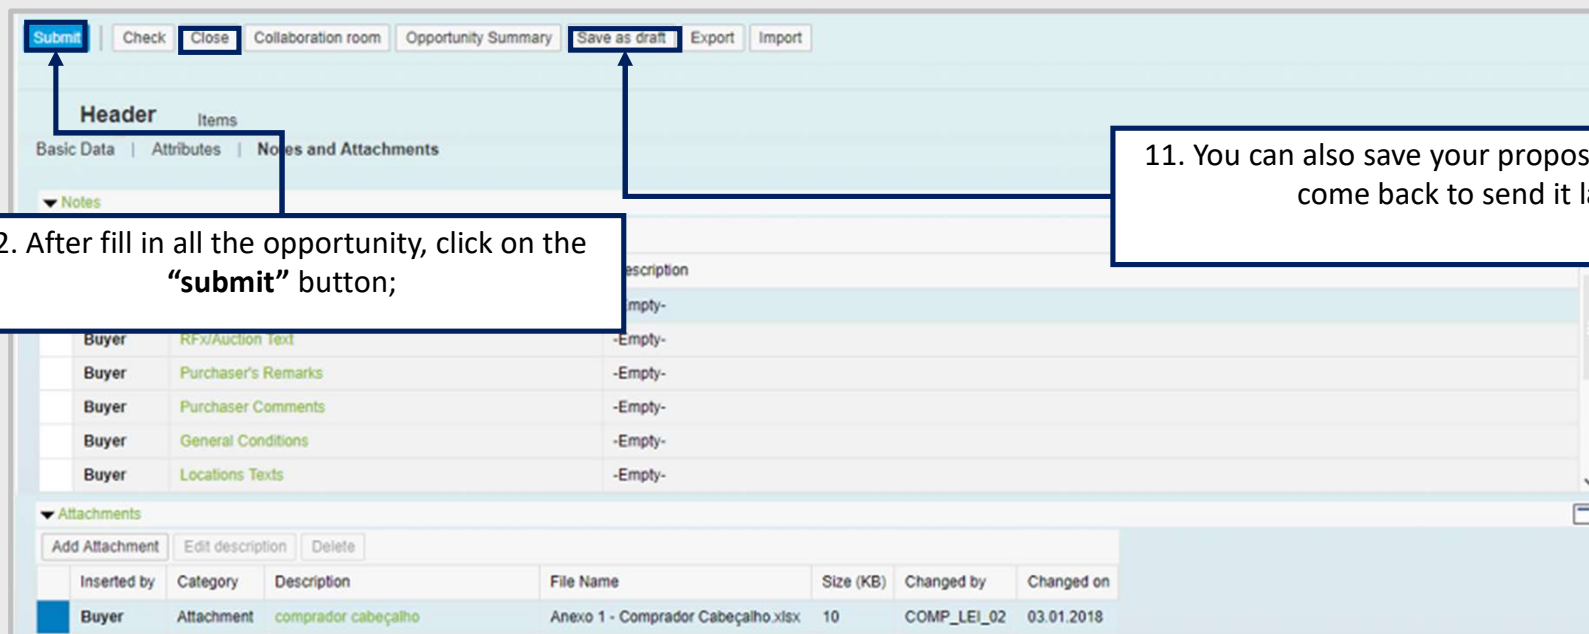 Submit | Check Close Collaboration room Opportunity Summary Save as draft Export Import
Header Items
Basic Data | Attributes | Notes and Attachments
11. You can also save your propos
come back to send it la
Notes
2. After fill in all the opportunity, click on the
“submit” button;
escription
mpty-
Buyer RFx/Auction Text -Empty-
Buyer Purchaser's Remarks -Empty-
Buyer Purchaser Comments -Empty-
Buyer General Conditions -Empty-
Buyer Locations Texts -Empty-
Attachments
Add Attachment Edit description Delete
Inserted by Category Description File Name Size (KB) Changed by Changed on
Buyer Attachment comprador cabeçalho Anexo 1 - Comprador Cabeçalho.xlsx 10 COMP_LEI_02 03.01.2018